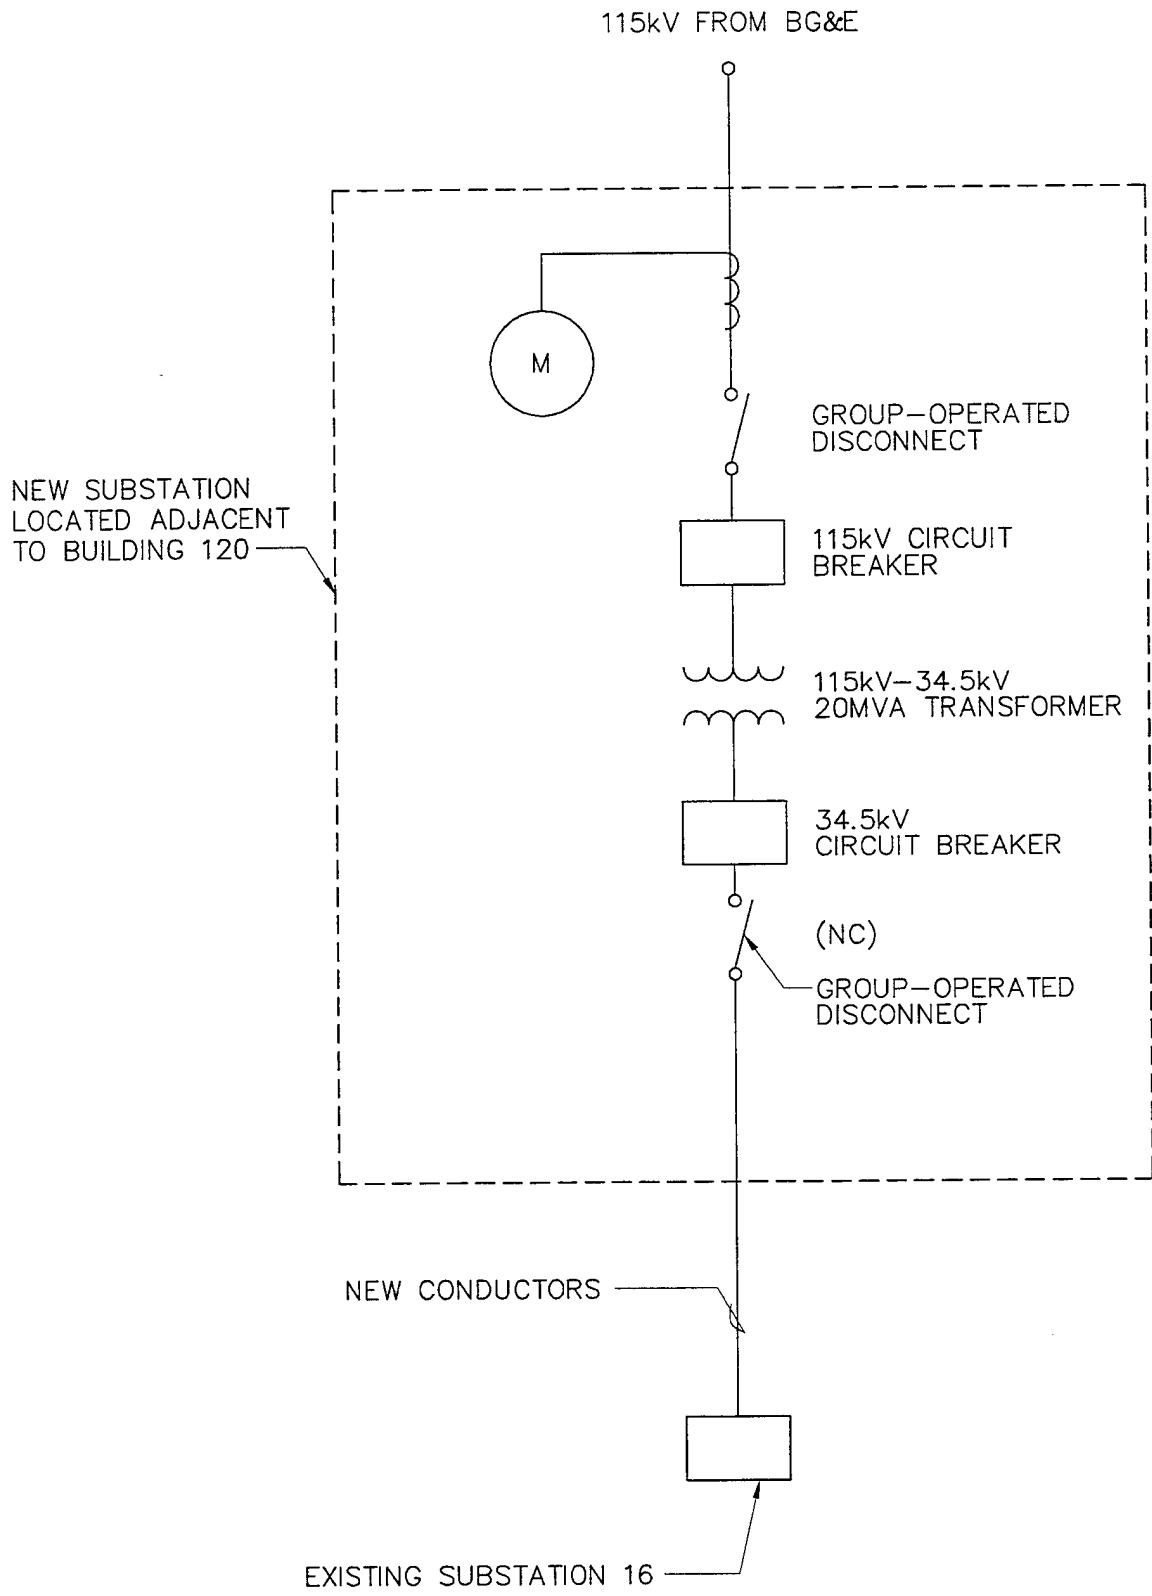 115kV FROM BG&E
M
GROUP-OPERATED
DISCONNECT
NEW SUBSTATION
LOCATED ADJACENT
TO BUILDING 120
115kV CIRCUIT
BREAKER
115kV-34.5kV
20MVA TRANSFORMER
34.5kV
CIRCUIT BREAKER
(NC)
GROUP-OPERATED
DISCONNECT
NEW CONDUCTORS
EXISTING SUBSTATION 16